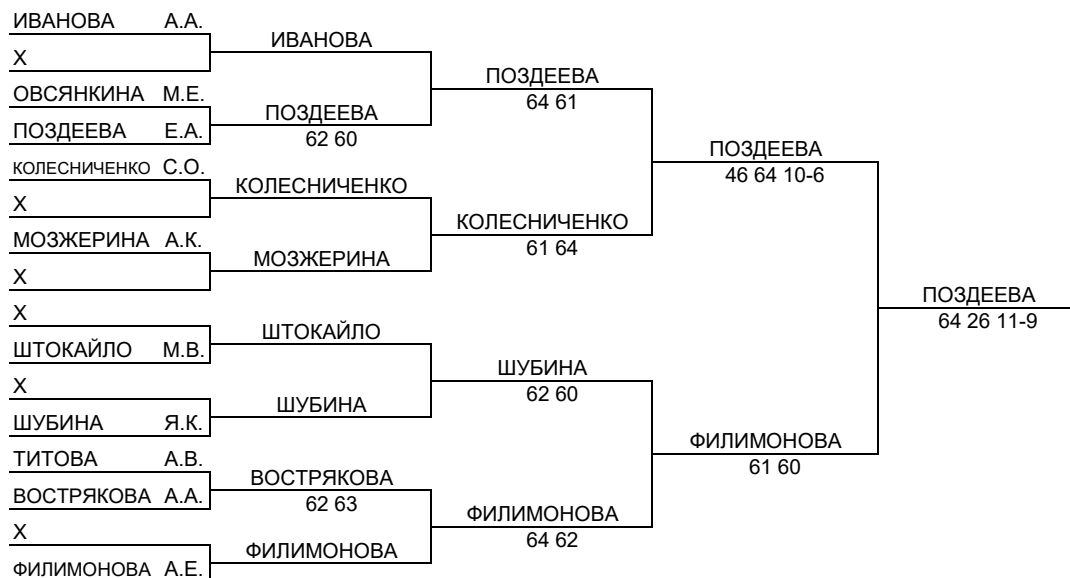 ИВАНОВА А.А.
Х
ОВСЯНКИНА М.Е.
ПОЗДЕЕВА Е.А.
КОЛЕСНИЧЕНКО С.О.
Х
МОЗЖЕРИНА А.К.
Х
Х
ШТОКАЙЛО М.В.
Х
ШУБИНА Я.К.
ТИТОВА А.В.
ВОСТРЯКОВА А.А.
Х
ФИЛИМОНОВА А.Е.
ИВАНОВА
ПОЗДЕЕВА
62 60
КОЛЕСНИЧЕНКО
МОЗЖЕРИНА
ШТОКАЙЛО
ШУБИНА
ВОСТРЯКОВА
62 63
ФИЛИМОНОВА
ПОЗДЕЕВА
64 61
КОЛЕСНИЧЕНКО
61 64
ШУБИНА
62 60
ФИЛИМОНОВА
64 62
ПОЗДЕЕВА
46 64 10-6
ФИЛИМОНОВА
61 60
ПОЗДЕЕВА
64 26 11-9